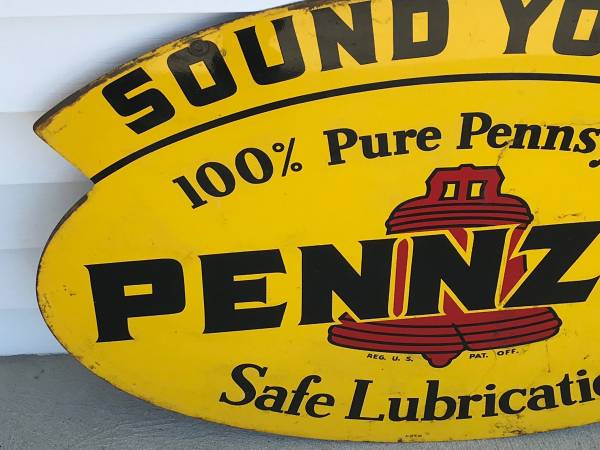 SOUND YO
100% Pure Pennsy
PENNZ
REG. U. S. PAT. OFF.
Safe Lubricatio